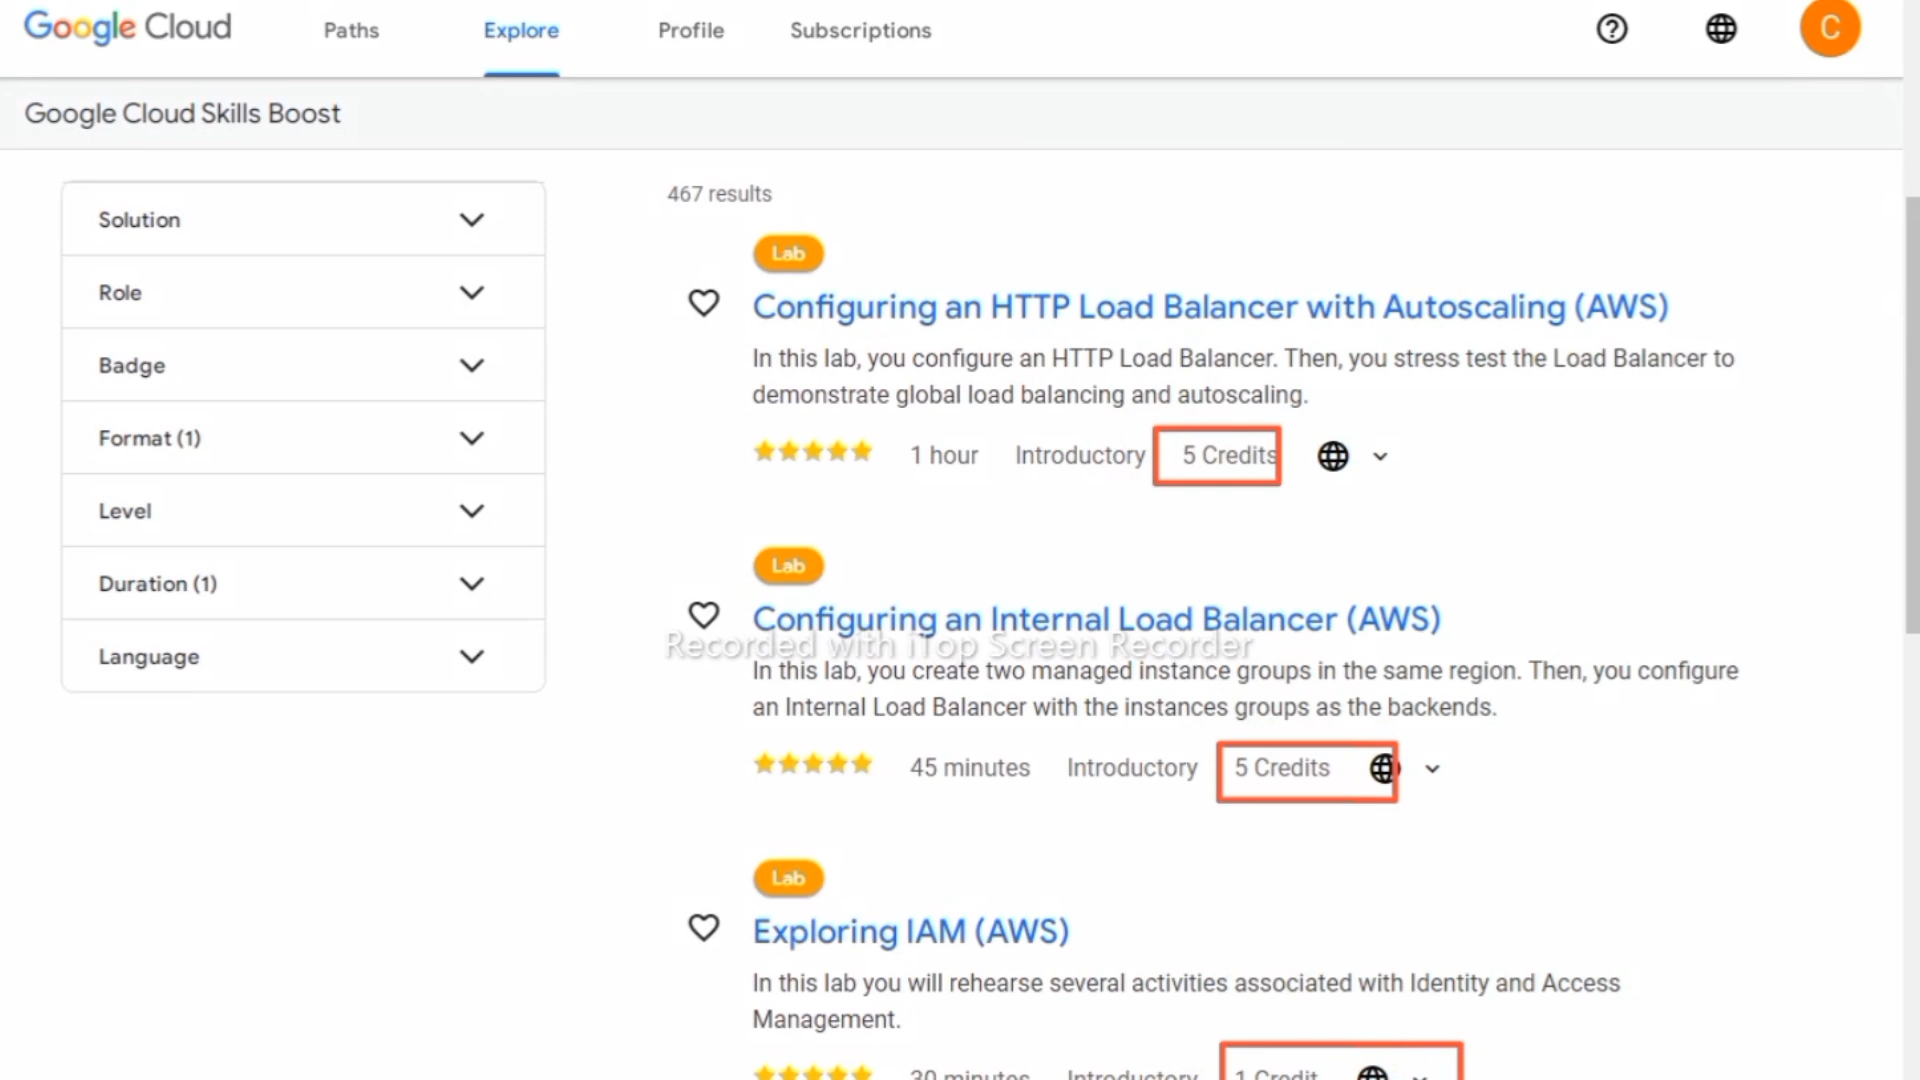 Google Cloud
Paths
Explore
Profile
Subscriptions
C
Google Cloud Skills Boost
Solution
Role
Badge
Format (1)
Level
Duration (1)
Language
467 results
Lab
Configuring an HTTP Load Balancer with Autoscaling (AWS)
In this lab, you configure an HTTP Load Balancer. Then, you stress test the Load Balancer to
demonstrate global load balancing and autoscaling.
1 hour Introductory 5 Credits
Lab
Configuring an Internal Load Balancer (AWS)
Recorded with iTop Screen Recorder
In this lab, you create two managed instance groups in the same region. Then, you configure
an Internal Load Balancer with the instances groups as the backends.
45 minutes Introductory 5 Credits
Lab
Exploring IAM (AWS)
In this lab you will rehearse several activities associated with Identity and Access
Management.
30 minutes Introductory 1 Credit